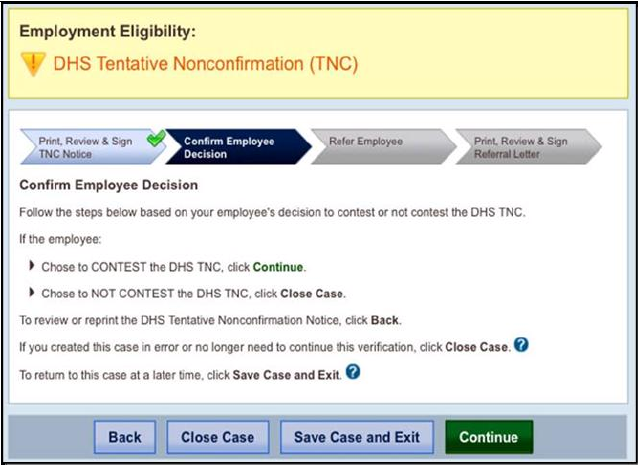 Employment Eligibility:
DHS Tentative Nonconfirmation (TNC)
Print, Review & Sign
TNC Notice
Confirm Employee
Decision
Refer Employee
Print, Review & Sign
Referral Letter
Confirm Employee Decision
Follow the steps below based on your employee's decision to contest or not contest the DHS TNC.
If the employee:
Chose to CONTEST the DHS TNC, click Continue.
Chose to NOT CONTEST the DHS TNC, click Close Case.
To review or reprint the DHS Tentative Nonconfirmation Notice, click Back.
If you created this case in error or no longer need to continue this verification, click Close Case. ?
To return to this case at a later time, click Save Case and Exit. ?
Back Close Case Save Case and Exit Continue